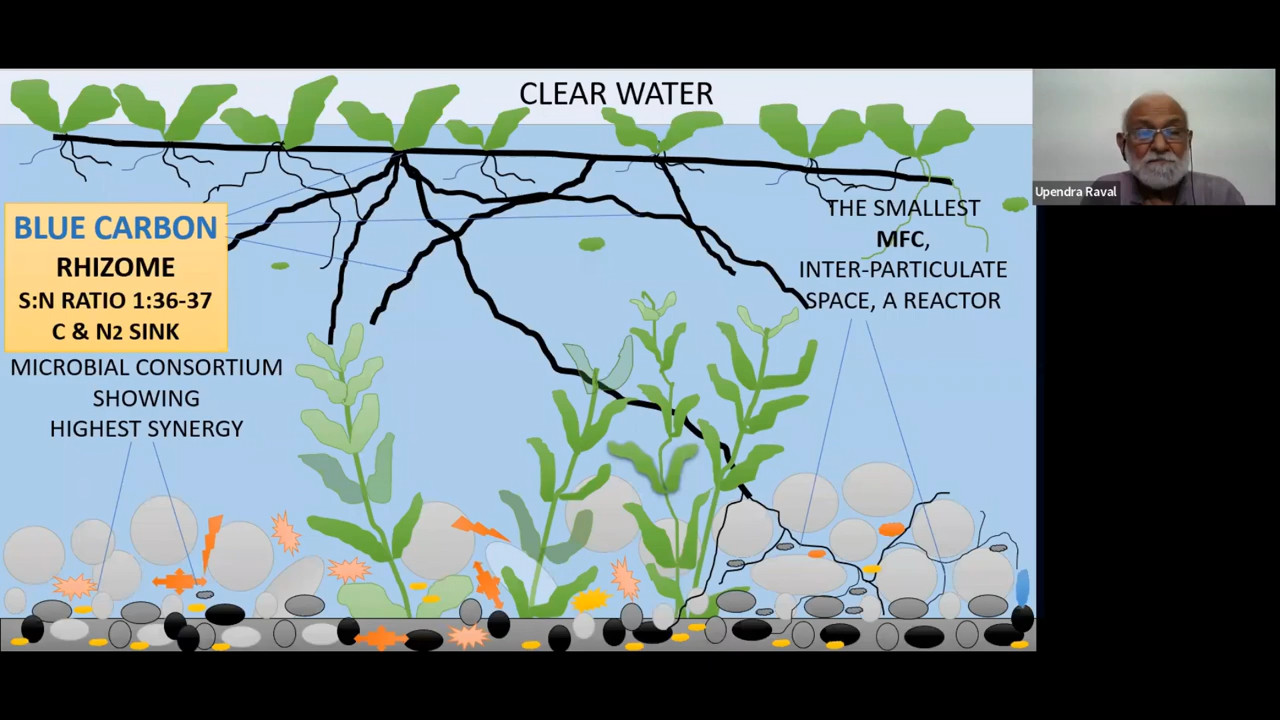 CLEAR WATER
Upendra Raval
BLUE CARBON
RHIZOME
S:N RATIO 1:36-37
C & N2 SINK
MICROBIAL CONSORTIUM
SHOWING
HIGHEST SYNERGY
THE SMALLEST
MFC,
INTER-PARTICULATE
SPACE, A REACTOR